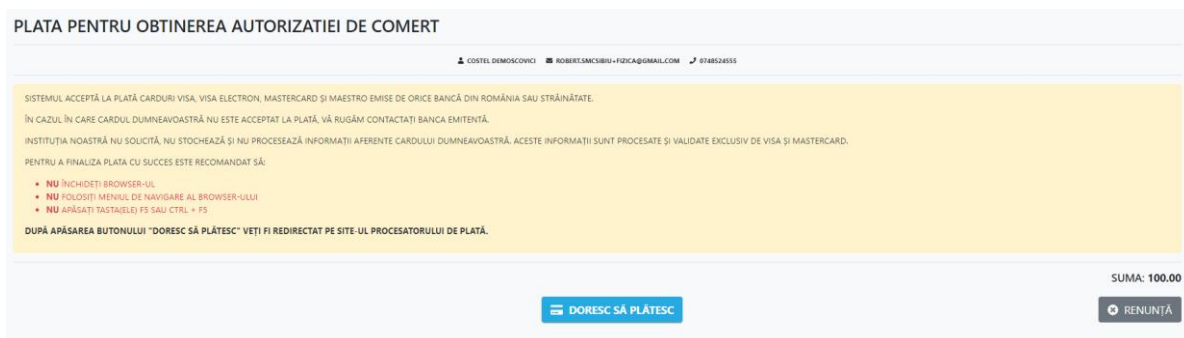 PLATA PENTRU OBTINEREA AUTORIZATIEI DE COMERT
COSTEL DEMOSCOVICI ROBERT.SMCSIBIU+FIZICA@GMAIL.COM 0748524555
SISTEMUL ACCEPTĂ LA PLATĂ CARDURI VISA, VISA ELECTRON, MASTERCARD ȘI MAESTRO EMISE DE ORICE BANCĂ DIN ROMÂNIA SAU STRĂINĂTATE.
ÎN CAZUL ÎN CARE CARDUL DUMNEAVOASTRĂ NU ESTE ACCEPTAT LA PLATĂ, VĂ RUGĂM CONTACTAȚI BANCA EMITENTĂ.
INSTITUȚIA NOASTRĂ NU SOLICITĂ, NU STOCHEAZĂ ȘI NU PROCESEAZĂ INFORMAȚII AFERENTE CARDULUI DUMNEAVOASTRĂ. ACESTE INFORMAȚII SUNT PROCESATE ȘI VALIDATE EXCLUSIV DE VISA ȘI MASTERCARD.
PENTRU A FINALIZA PLATA CU SUCCES ESTE RECOMANDAT SĂ:
• NU ÎNCHIDEȚI BROWSER-UL
• NU FOLOSIȚI MENIUL DE NAVIGARE AL BROWSER-ULUI
• NU APĂSAȚI TASTA(ELE) F5 SAU CTRL + F5
DUPĂ APĂSAREA BUTONULUI "DORESC SĂ PLĂTESC" VEȚI FI REDIRECTAT PE SITE-UL PROCESATORULUI DE PLATĂ.
SUMA: 100.00
DORESC SĂ PLĂTESC
RENUNȚĂ